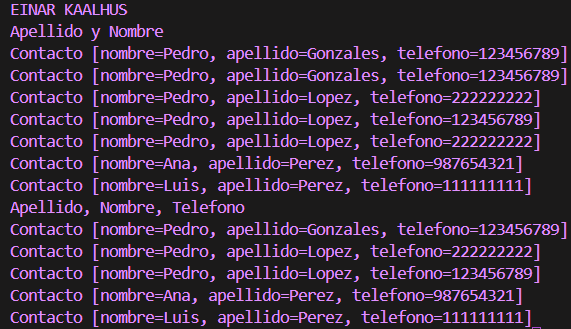 EINAR KAALHUS
Apellido y Nombre
Contacto [nombre=Pedro, apellido=Gonzales, telefono=123456789]
Contacto [nombre=Pedro, apellido=Gonzales, telefono=123456789]
Contacto [nombre=Pedro, apellido=Lopez, telefono=222222222]
Contacto [nombre=Pedro, apellido=Lopez, telefono=123456789]
Contacto [nombre=Pedro, apellido=Lopez, telefono=222222222]
Contacto [nombre=Ana, apellido=Perez, telefono=987654321]
Contacto [nombre=Luis, apellido=Perez, telefono=111111111]
Apellido, Nombre, Telefono
Contacto [nombre=Pedro, apellido=Gonzales, telefono=123456789]
Contacto [nombre=Pedro, apellido=Lopez, telefono=222222222]
Contacto [nombre=Pedro, apellido=Lopez, telefono=123456789]
Contacto [nombre=Ana, apellido=Perez, telefono=987654321]
Contacto [nombre=Luis, apellido=Perez, telefono=111111111]